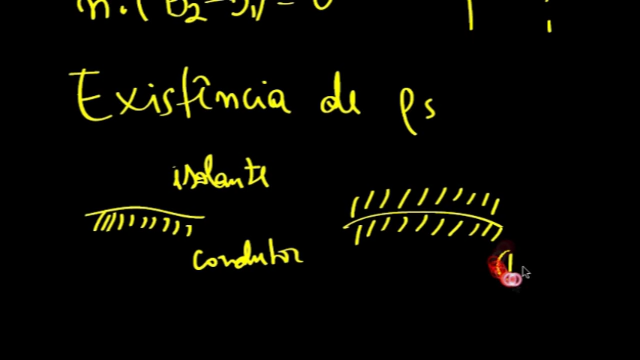 Existência de ρs
isolante
condutor